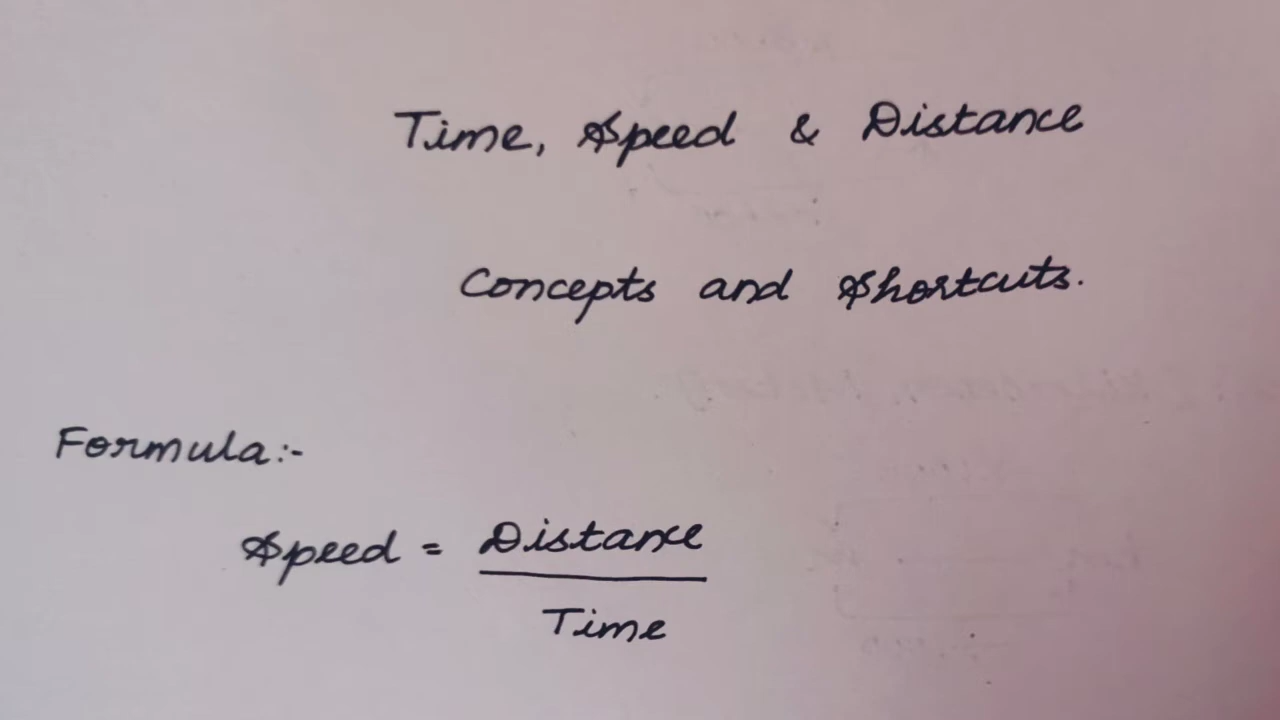 Time, Speed & Distance
Concepts and Shortcuts.
Formula:-
Speed = Distance
Time